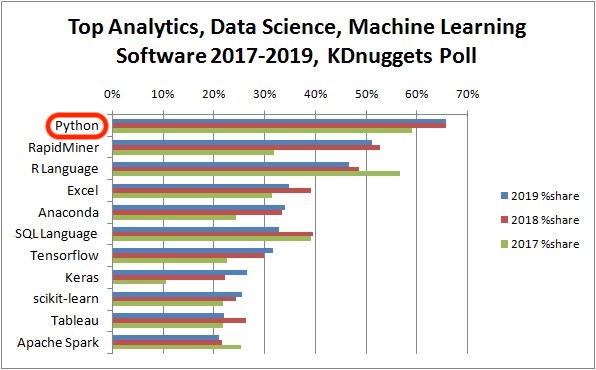 Top Analytics, Data Science, Machine Learning
Software 2017-2019, KDnuggets Poll
0% 10% 20% 30% 40% 50% 60% 70%
Python
RapidMiner
R Language
Excel
Anaconda
SQL Language
Tensorflow
Keras
scikit-learn
Tableau
Apache Spark
2019 %share
2018 %share
2017 %share